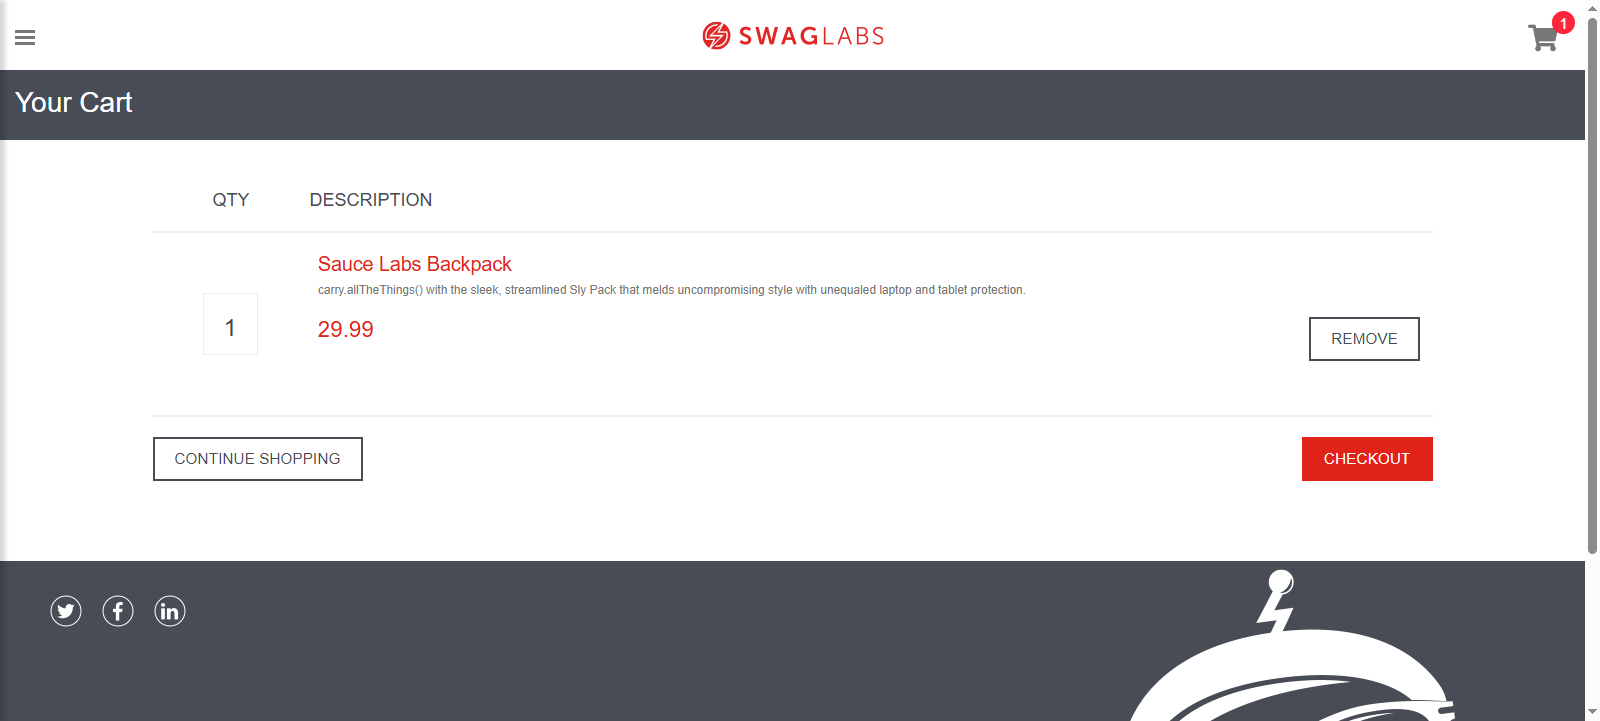 SWAGLABS
1
Your Cart
QTY DESCRIPTION
Sauce Labs Backpack
carry.allTheThings() with the sleek, streamlined Sly Pack that melds uncompromising style with unequaled laptop and tablet protection.
1
29.99
REMOVE
CONTINUE SHOPPING
CHECKOUT